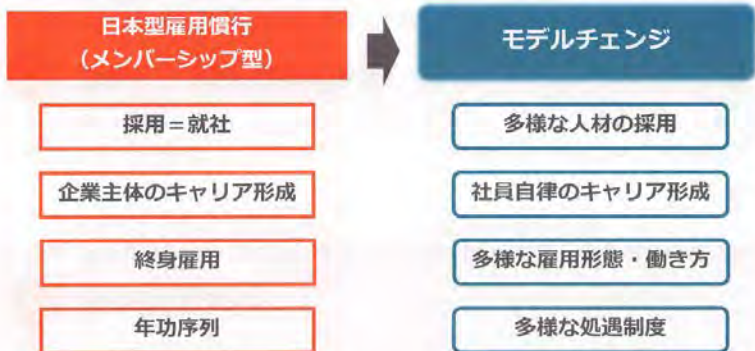 日本型雇用慣行
（メンバーシップ型）
モデルチェンジ
採用＝就社
多様な人材の採用
企業主体のキャリア形成
社員自律のキャリア形成
終身雇用
多様な雇用形態・働き方
年功序列
多様な処遇制度